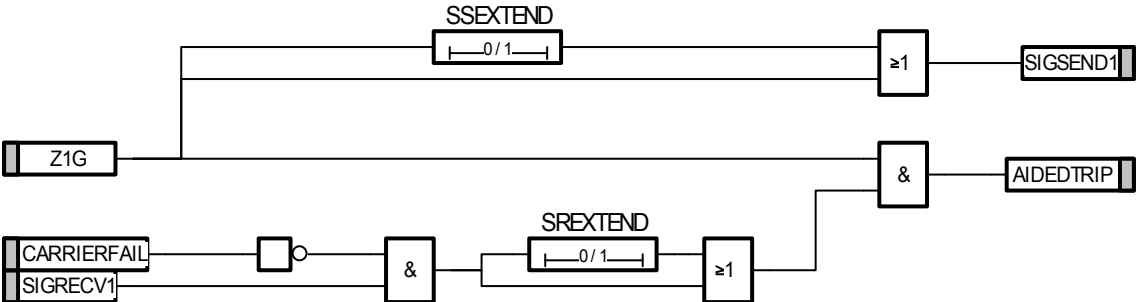 SSEXTEND
0 / 1
≥1
SIGSEND1
Z1G
&
AIDEDTRIP
SREXTEND
CARRIERFAIL
0 / 1
&
≥1
SIGRECV1